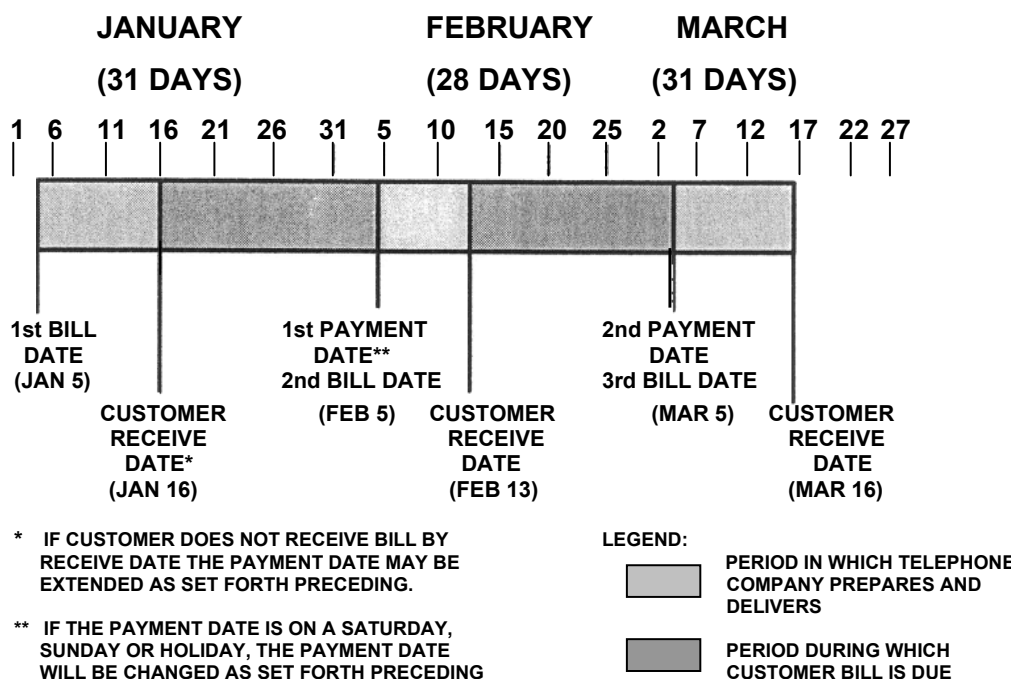 JANUARY FEBRUARY MARCH
(31 DAYS) (28 DAYS) (31 DAYS)
1 6 11 16 21 26 31 5 10 15 20 25 2 7 12 17 22 27
1st BILL
DATE
(JAN 5)
1st PAYMENT
DATE**
2nd BILL DATE
(FEB 5)
2nd PAYMENT
DATE
3rd BILL DATE
(MAR 5)
CUSTOMER
RECEIVE
DATE*
(JAN 16)
CUSTOMER
RECEIVE
DATE
(FEB 13)
CUSTOMER
RECEIVE
DATE
(MAR 16)
* IF CUSTOMER DOES NOT RECEIVE BILL BY
RECEIVE DATE THE PAYMENT DATE MAY BE
EXTENDED AS SET FORTH PRECEDING.
** IF THE PAYMENT DATE IS ON A SATURDAY,
SUNDAY OR HOLIDAY, THE PAYMENT DATE
WILL BE CHANGED AS SET FORTH PRECEDING
LEGEND:
PERIOD IN WHICH TELEPHONE
COMPANY PREPARES AND
DELIVERS
PERIOD DURING WHICH
CUSTOMER BILL IS DUE